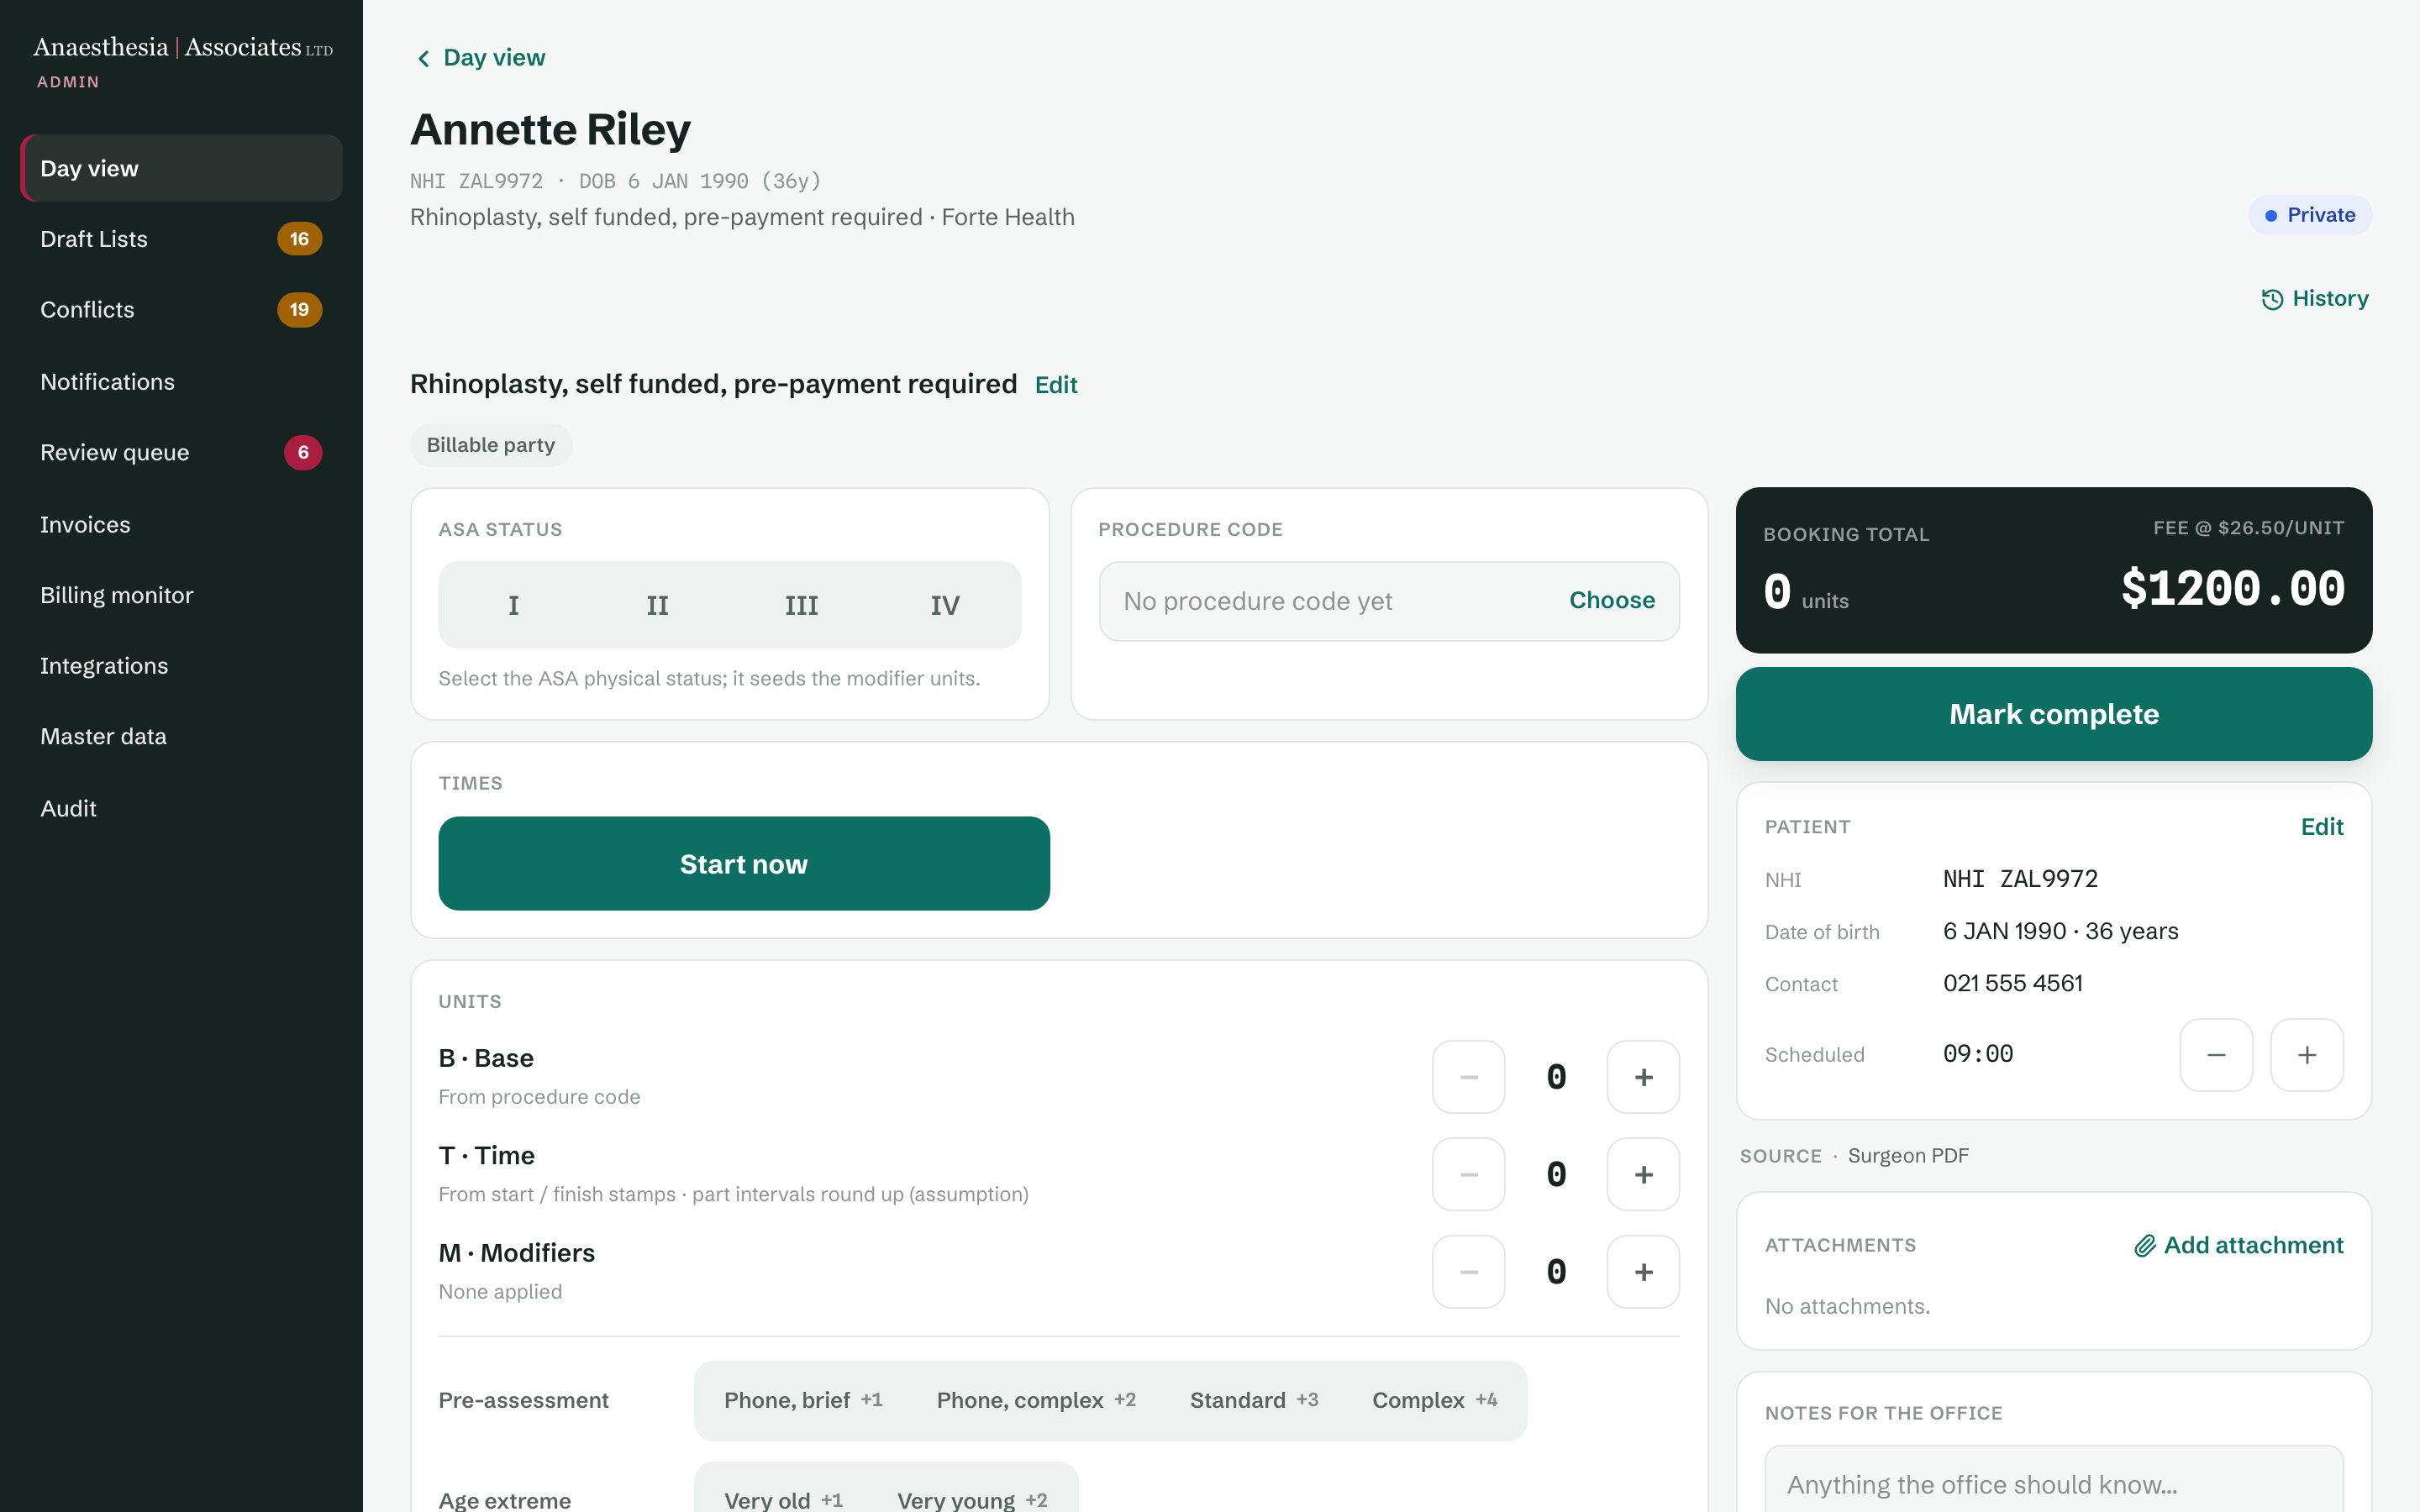 Anaesthesia | Associates LTD
ADMIN
Day view
Draft Lists 16
Conflicts 19
Notifications
Review queue 6
Invoices
Billing monitor
Integrations
Master data
Audit
Day view
Annette Riley
NHI ZAL9972 · DOB 6 JAN 1990 (36y)
Rhinoplasty, self funded, pre-payment required · Forte Health
Private
History
Rhinoplasty, self funded, pre-payment required Edit
Billable party
ASA STATUS
I II III IV
Select the ASA physical status; it seeds the modifier units.
PROCEDURE CODE
No procedure code yet Choose
TIMES
Start now
UNITS
B · Base
From procedure code
− 0 +
T · Time
From start / finish stamps · part intervals round up (assumption)
− 0 +
M · Modifiers
None applied
− 0 +
Pre-assessment Phone, brief +1 Phone, complex +2 Standard +3 Complex +4
Age extreme Very old +1 Very young +2
BOOKING TOTAL FEE @ $26.50/UNIT
0 units $1200.00
Mark complete
PATIENT Edit
NHI NHI ZAL9972
Date of birth 6 JAN 1990 · 36 years
Contact 021 555 4561
Scheduled 09:00 − +
SOURCE · Surgeon PDF
ATTACHMENTS Add attachment
No attachments.
NOTES FOR THE OFFICE
Anything the office should know...